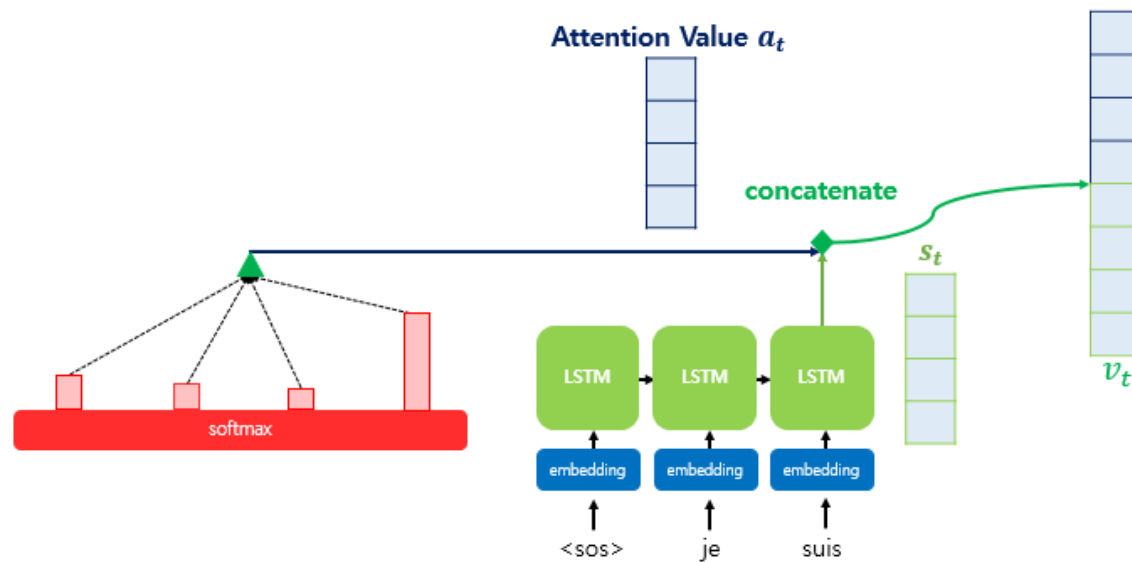 Attention Value a_t
concatenate
s_t
v_t
LSTM LSTM LSTM
softmax
embedding embedding embedding
<sos> je suis